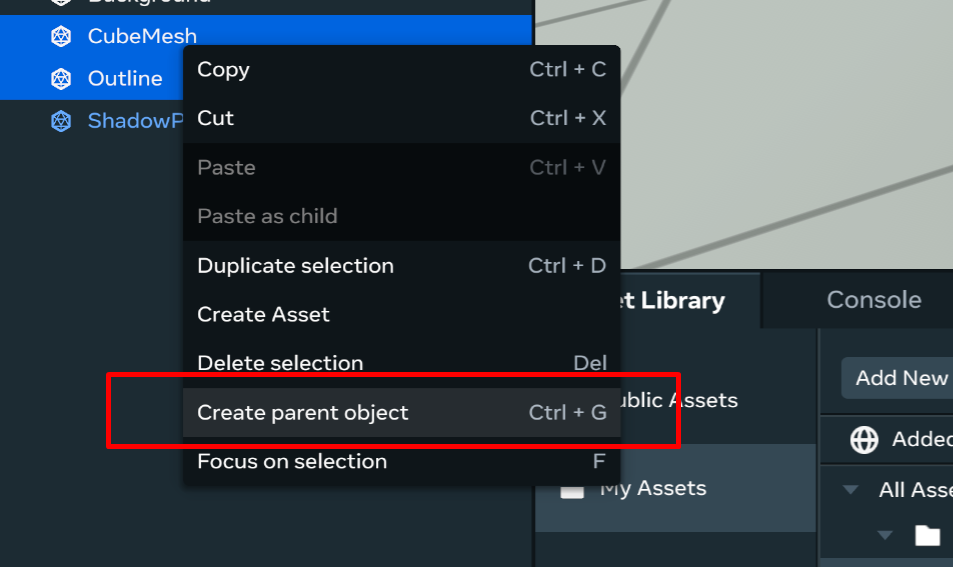 Background
CubeMesh
Outline
ShadowP
Copy Ctrl + C
Cut Ctrl + X
Paste Ctrl + V
Paste as child
Duplicate selection Ctrl + D
Create Asset
Delete selection Del
Create parent object Ctrl + G
Focus on selection F
et Library
Console
ublic Assets
My Assets
Add New
Added
All Asse